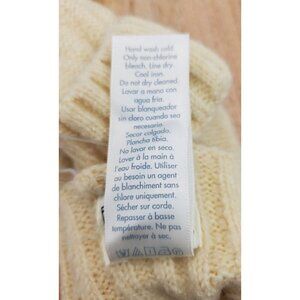 Hand wash cold.
Only non-chlorine
bleach. Line dry.
Cool iron.
Do not dry cleaned.
Lavar a mano con
agua fria.
Usar blanqueador
sin cloro cuando sea
necesario.
Secar colgado.
Plancha tibia.
No lavar en seco.
Laver à la main à
l'eau froide. Utiliser
au besoin un agent
de blanchiment sans
chlore uniquement.
Sécher sur corde.
Repasser à basse
température. Ne pas
nettoyer à sec.